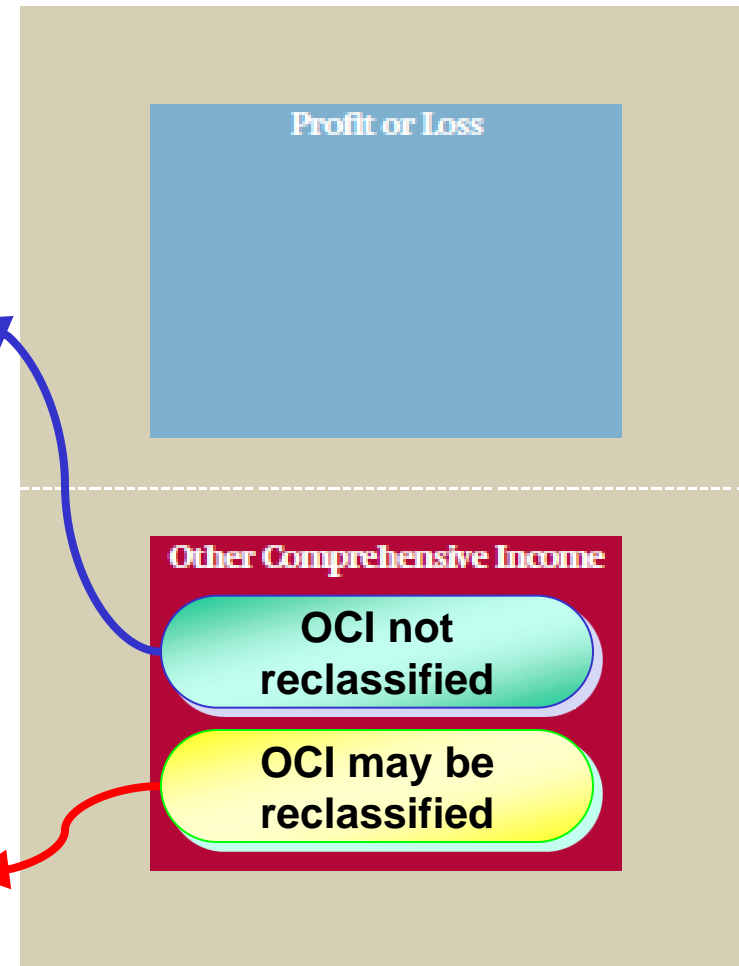 Profit or Loss
Other Comprehensive Income
OCI not
reclassified
OCI may be
reclassified